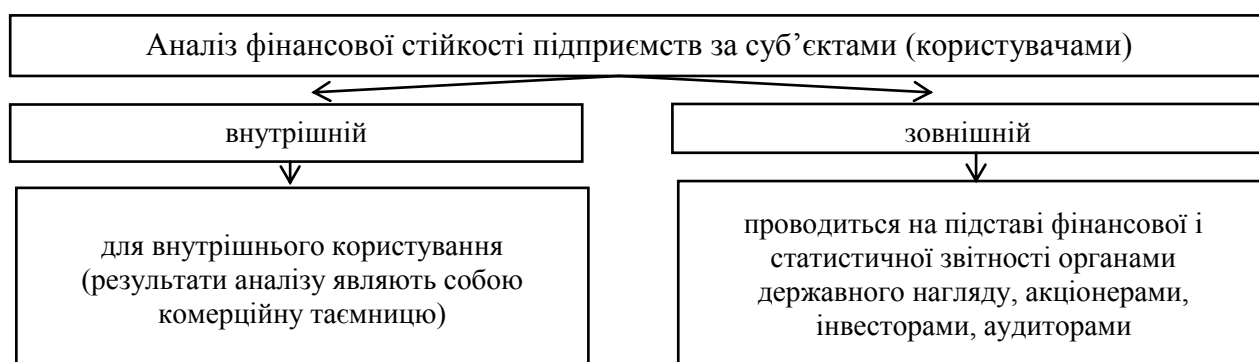 Аналіз фінансової стійкості підприємств за суб’єктами (користувачами)
внутрішній
зовнішній
для внутрішнього користування
(результати аналізу являють собою
комерційну таємницю)
проводиться на підставі фінансової і
статистичної звітності органами
державного нагляду, акціонерами,
інвесторами, аудиторами